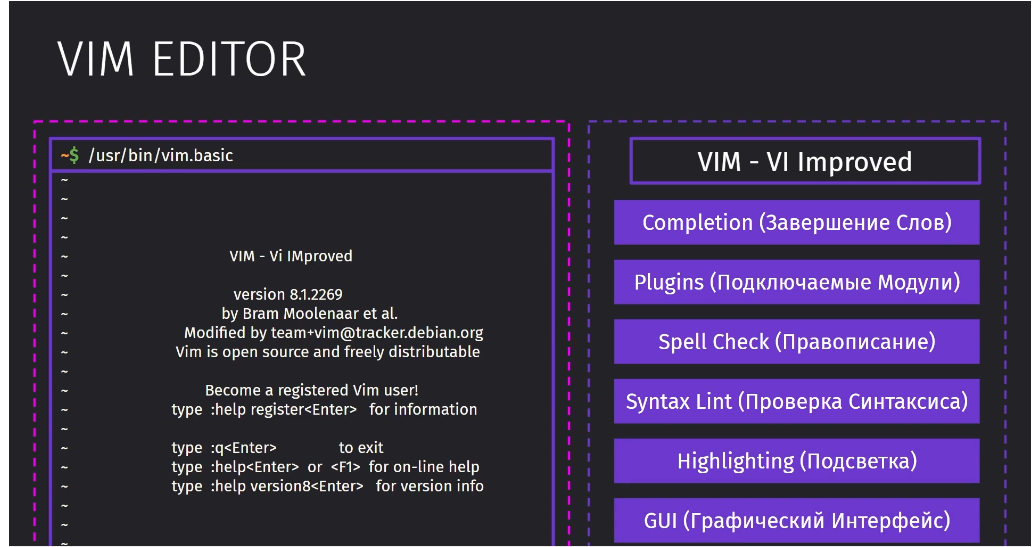 VIM EDITOR
~$ /usr/bin/vim.basic
~
~
~
~
~ VIM - Vi IMproved
~
~ version 8.1.2269
~ by Bram Moolenaar et al.
~ Modified by team+vim@tracker.debian.org
~ Vim is open source and freely distributable
~
~ Become a registered Vim user!
~ type :help register<Enter> for information
~
~ type :q<Enter> to exit
~ type :help<Enter> or <F1> for on-line help
~ type :help version8<Enter> for version info
~
~
~
VIM - VI Improved
Completion (Завершение Слов)
Plugins (Подключаемые Модули)
Spell Check (Правописание)
Syntax Lint (Проверка Синтаксиса)
Highlighting (Подсветка)
GUI (Графический Интерфейс)